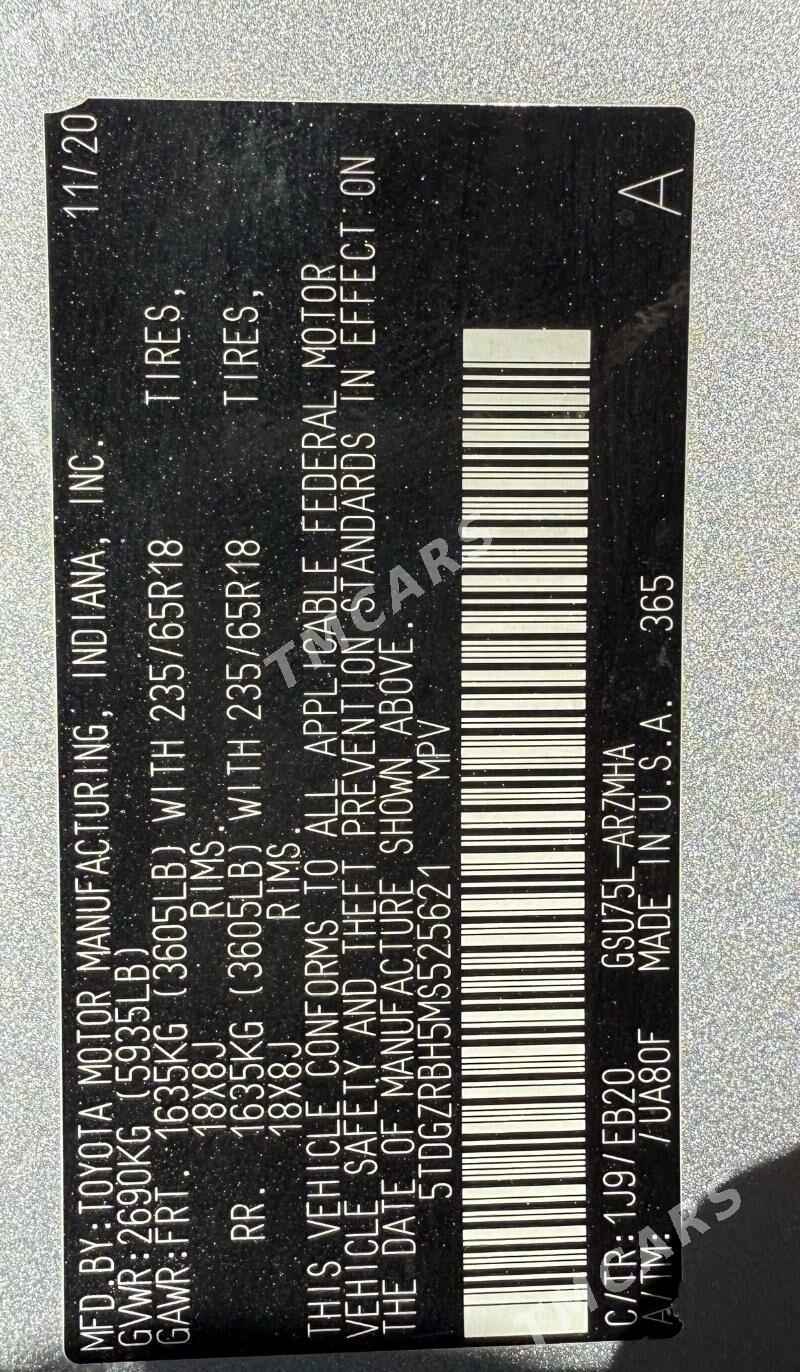 MFD.BY:TOYOTA MOTOR MANUFACTURING, INDIANA, INC. 11/20
GVWR:2690KG (5935LB)
GAWR:FRT. 1635KG (3605LB) WITH 235/65R18 TIRES,
18X8J RIMS.
RR. 1635KG (3605LB) WITH 235/65R18 TIRES,
18X8J RIMS.
THIS VEHICLE CONFORMS TO ALL APPLICABLE FEDERAL MOTOR
VEHICLE SAFETY AND THEFT PREVENTION STANDARDS IN EFFECT ON
THE DATE OF MANUFACTURE SHOWN ABOVE.
5TDGZRBH5MS525621 MPV
C/TR:1J9/EB20 GSU75L-ARZMHA A
A/TM: /UA80F MADE IN U.S.A. 365
TMCARS
TMCARS